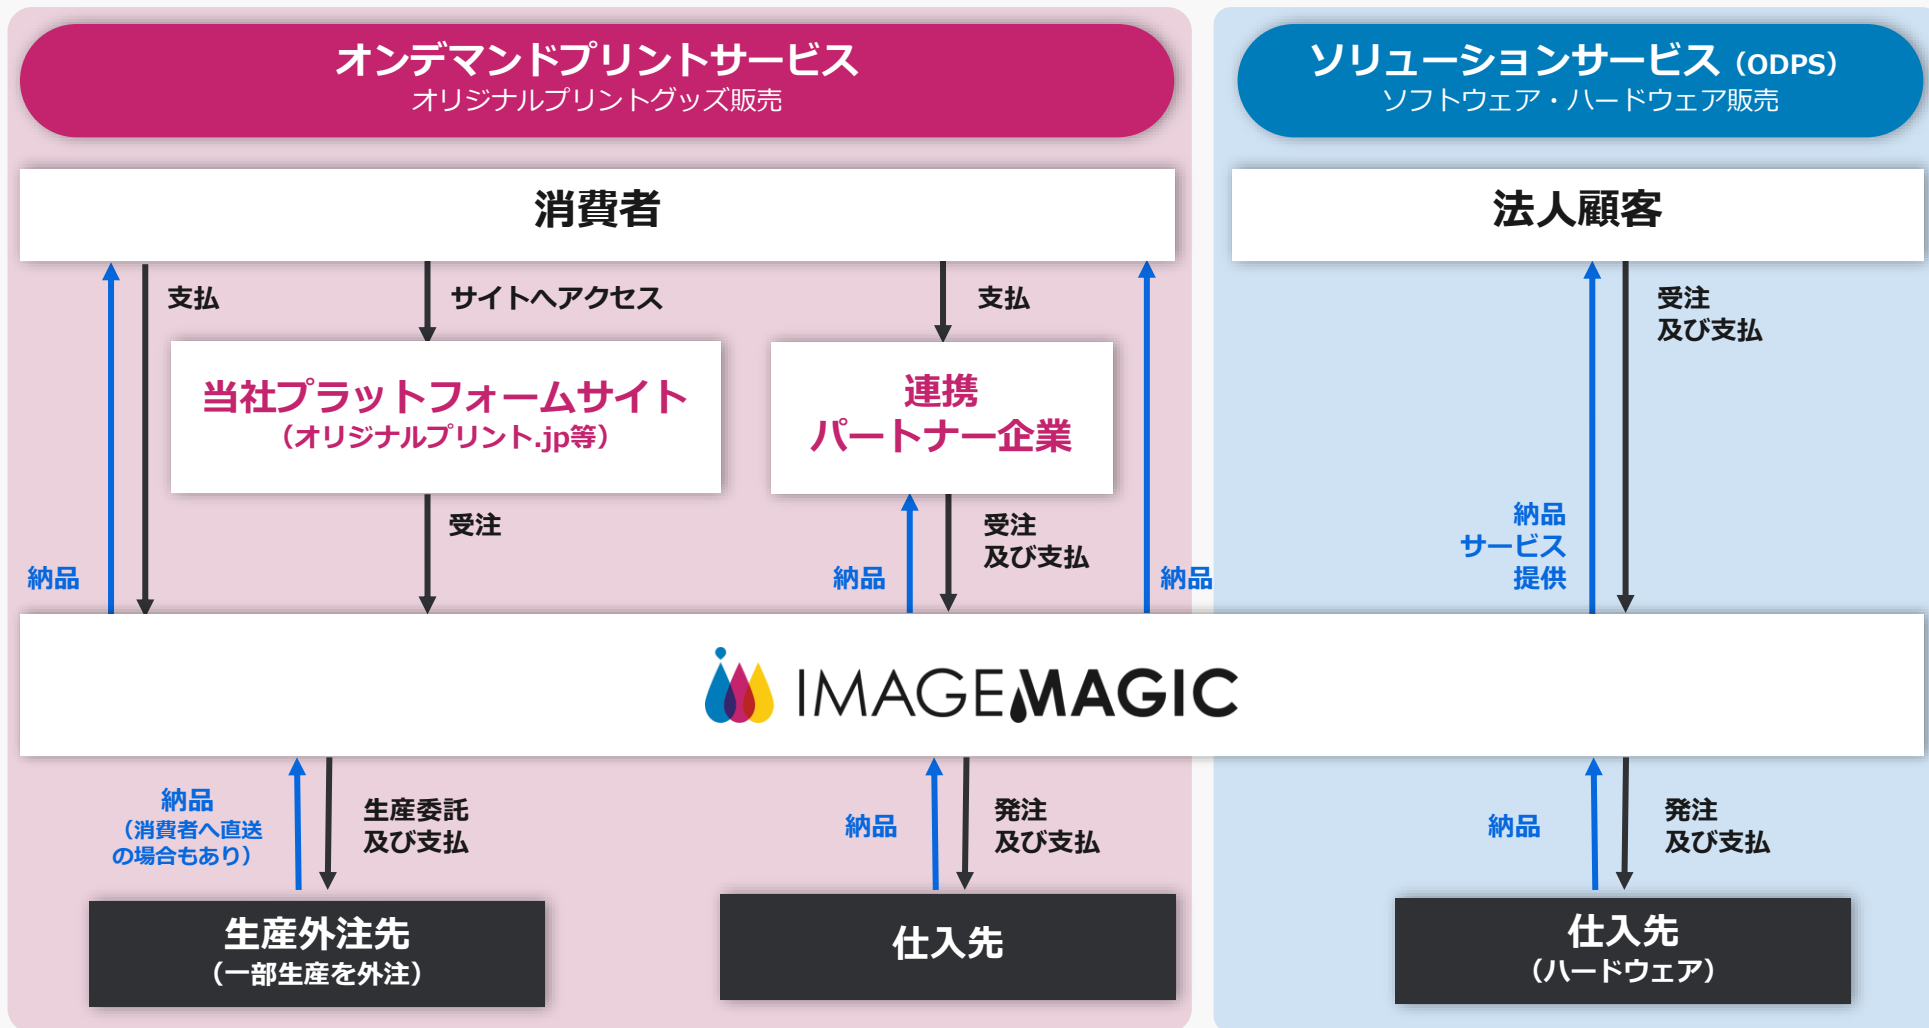 オンデマンドプリントサービス
オリジナルプリントグッズ販売
ソリューションサービス（ODPS）
ソフトウェア・ハードウェア販売
消費者
法人顧客
支払
サイトへアクセス
支払
受注
及び支払
当社プラットフォームサイト
（オリジナルプリント.jp等）
連携
パートナー企業
納品
受注
納品
受注
及び支払
納品
納品
サービス
提供
IMAGEMAGIC
納品
（消費者へ直送
の場合もあり）
生産委託
及び支払
納品
発注
及び支払
納品
発注
及び支払
生産外注先
（一部生産を外注）
仕入先
仕入先
（ハードウェア）